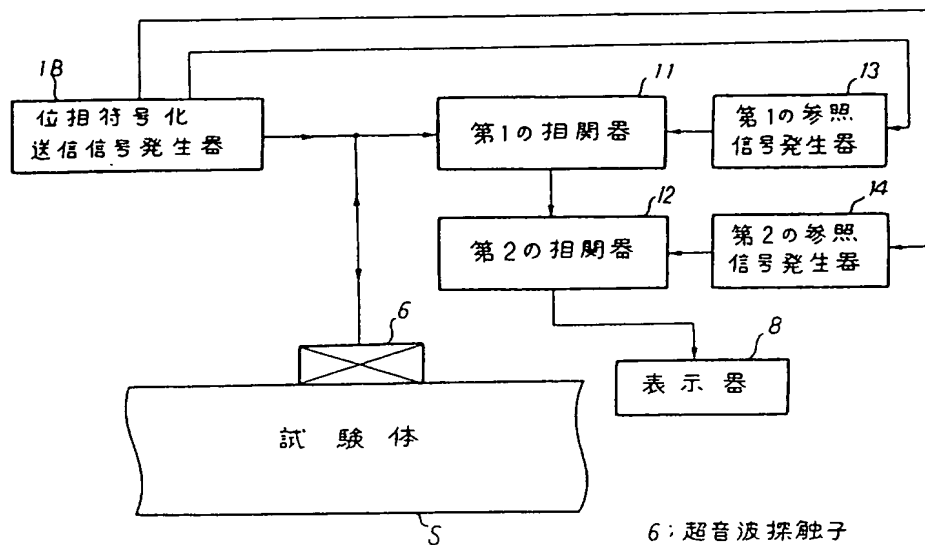 1B
位相符号化
送信信号発生器
11
第1の相関器
13
第1の参照
信号発生器
12
第2の相関器
14
第2の参照
信号発生器
6
8
表示器
試験体
S
6;超音波探触子